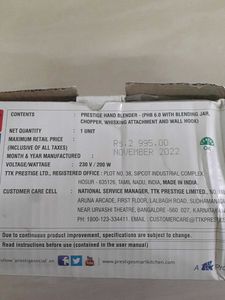 CONTENTS : PRESTIGE HAND BLENDER - (PHB 6.0 WITH BLENDING JAR,
CHOPPER, WHISKING ATTACHMENT AND WALL HOOK)
NET QUANTITY : 1 UNIT
MAXIMUM RETAIL PRICE : Rs.2 995.00
(INCLUSIVE OF ALL TAXES)
MONTH & YEAR MANUFACTURED : NOVEMBER 2022
VOLTAGE/WATTAGE : 230 V / 200 W
TTK PRESTIGE LTD., REGISTERED OFFICE : PLOT No. 38, SIPCOT INDUSTRIAL COMPLEX,
HOSUR - 635126, TAMIL NADU, INDIA. MADE IN INDIA.
CUSTOMER CARE CELL : NATIONAL SERVICE MANAGER, TTK PRESTIGE LIMITED,
ARUNA ARCADE, FIRST FLOOR, LALBAGH ROAD, SUDHAMANAGAR
NEAR URVASHI THEATRE, BANGALORE -560 027, KARNATAKA
PH: 1800-123-334411 EMAIL: CUSTOMERCARE@TTKPRESTIGE
Due to continuous product improvement, specifications are subject to change.
Read instructions before use (contained in the user manual)
www.prestigesmartkitchen.com
A